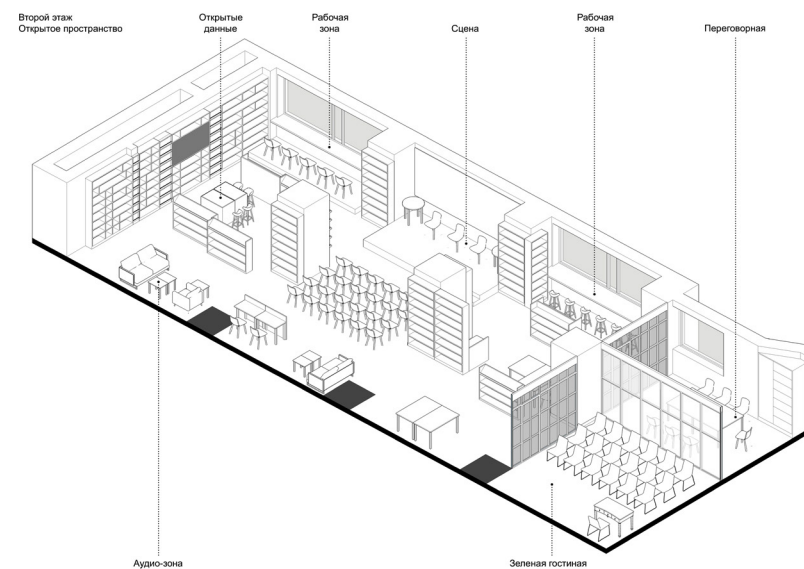 Второй этаж
Открытое пространство
Открытые
данные
Рабочая
зона
Сцена
Рабочая
зона
Переговорная
Аудио-зона
Зеленая гостиная